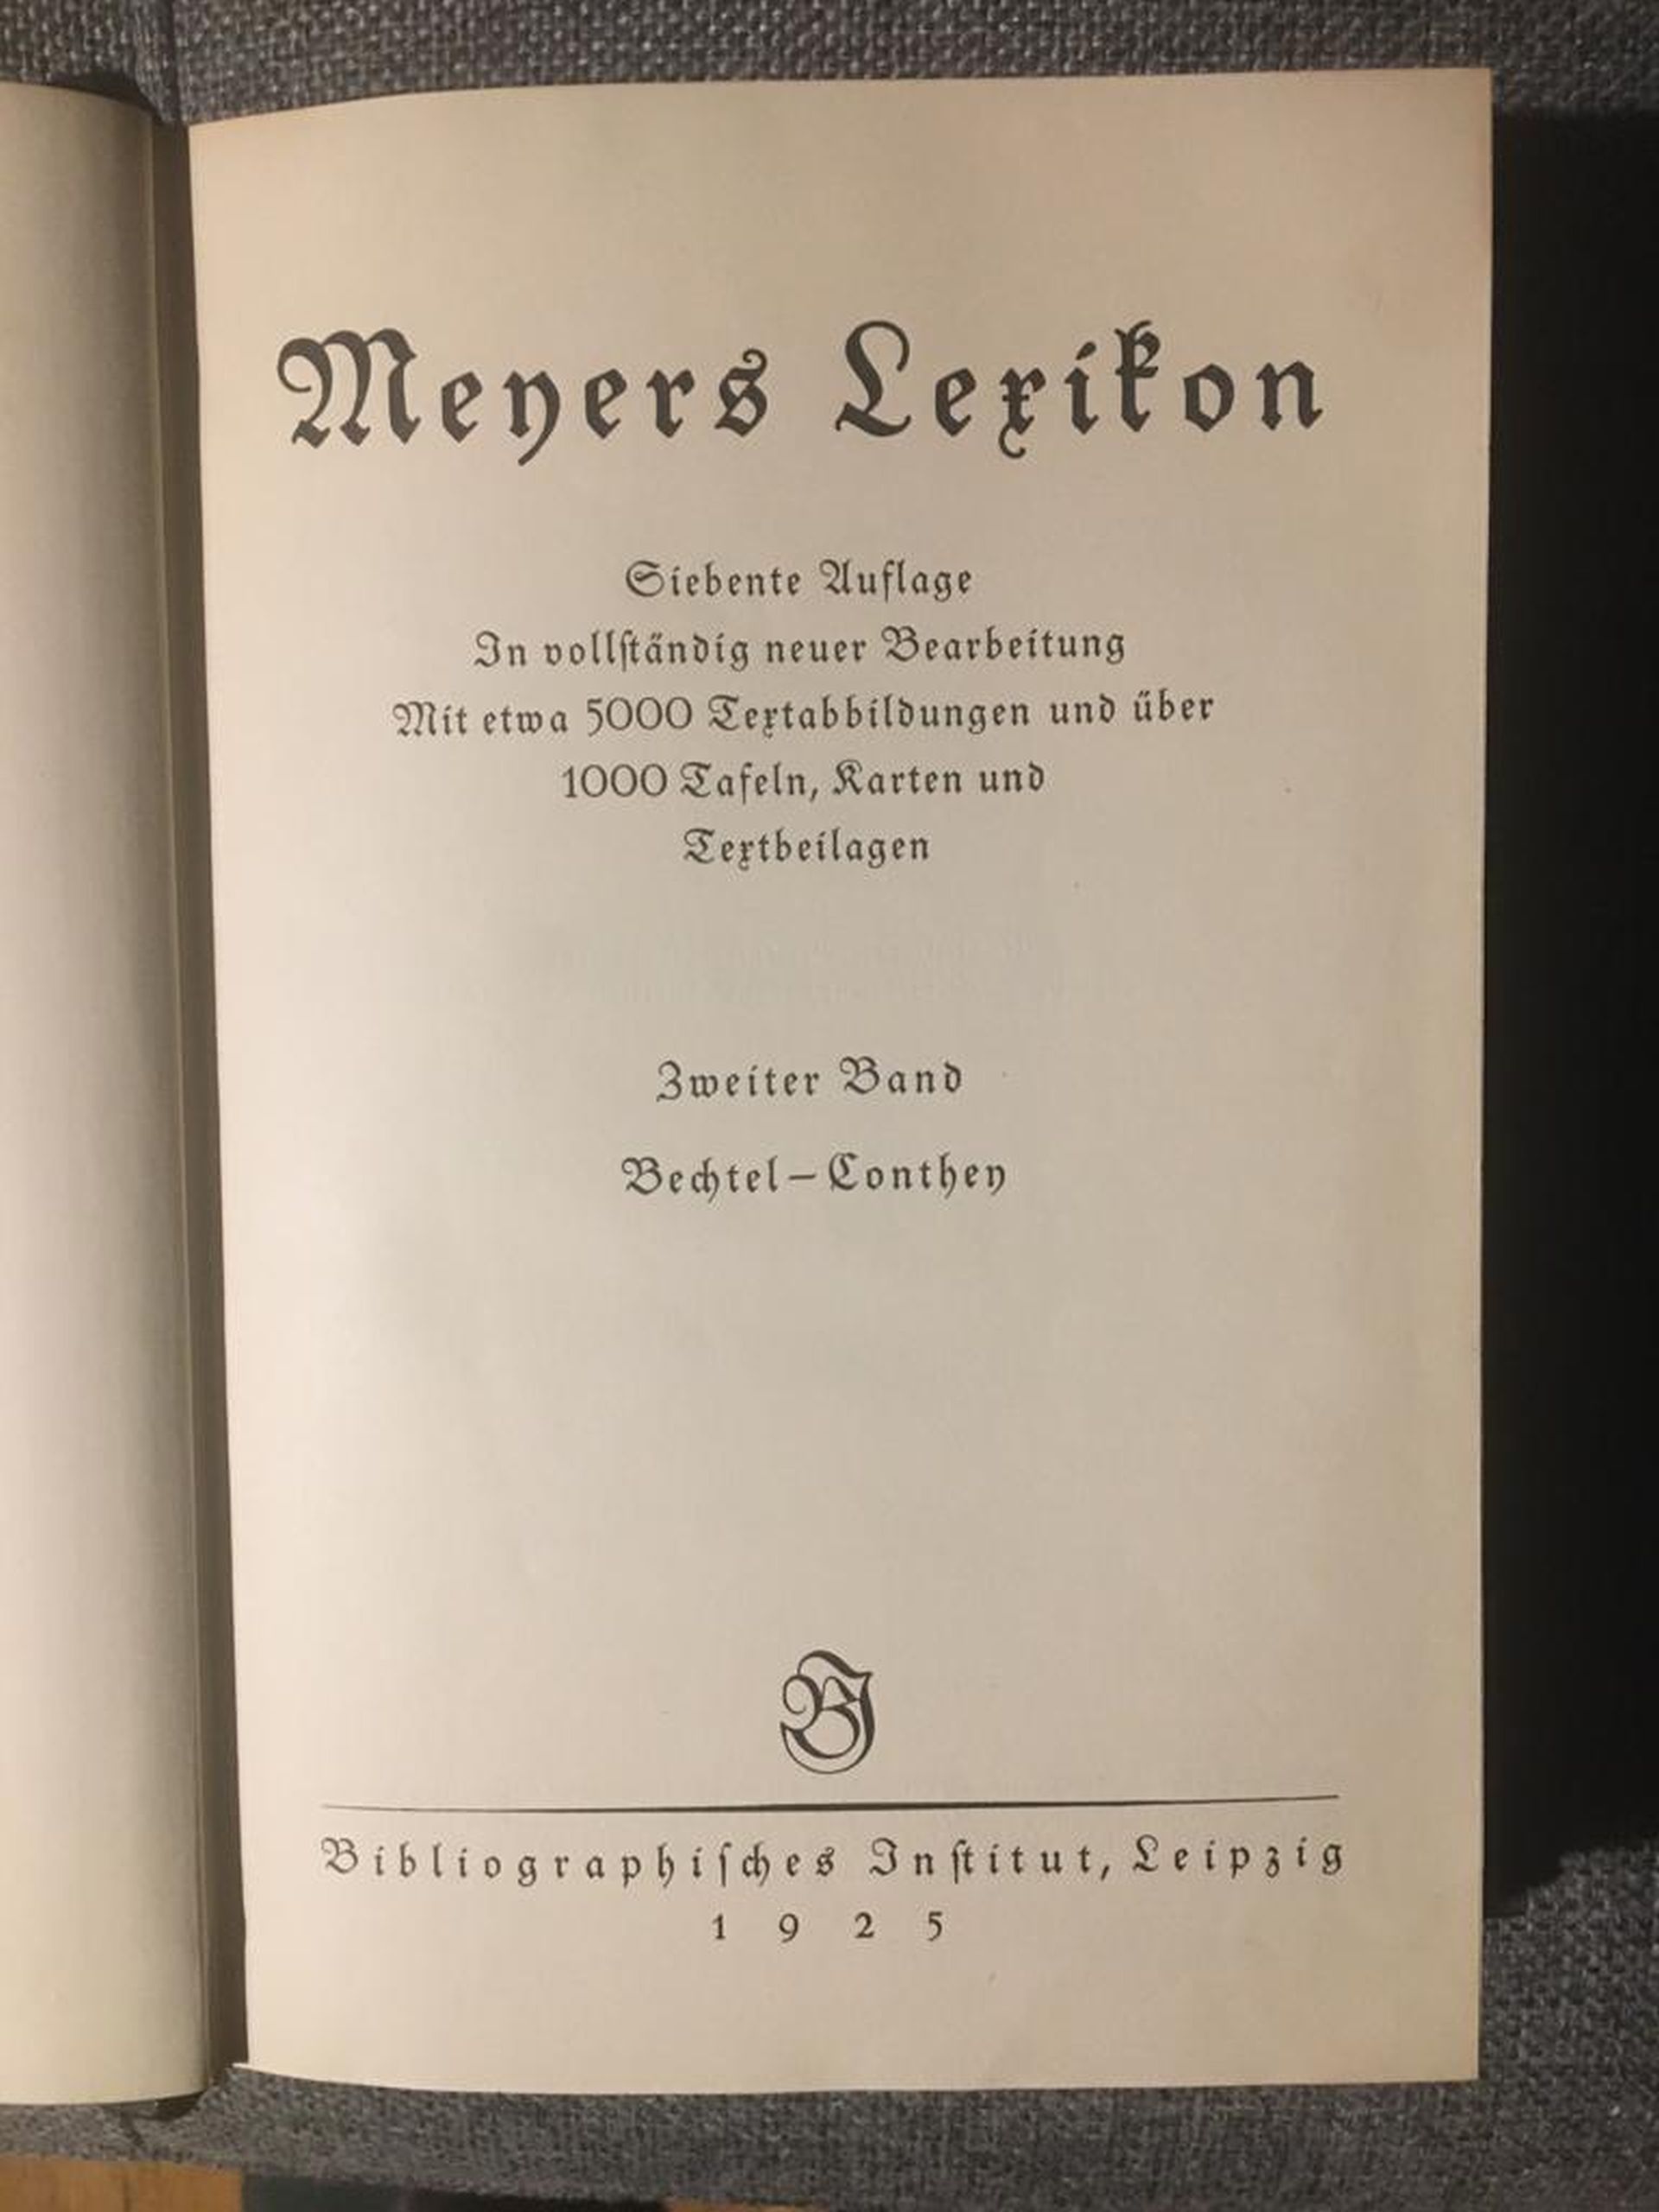 Meyers Lexikon
Siebente Auflage
In vollſtändig neuer Bearbeitung
Mit etwa 5000 Textabbildungen und über
1000 Tafeln, Karten und
Textbeilagen
Zweiter Band
Bechtel–Conthey
BI
Bibliographiſches Inſtitut, Leipzig
1925